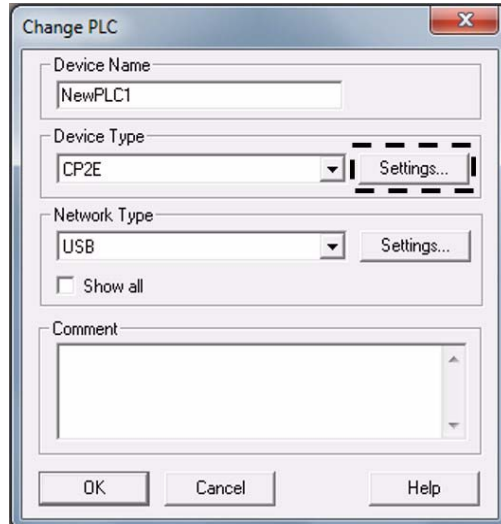 Change PLC
Device Name
NewPLC1
Device Type
CP2E
Settings...
Network Type
USB
Settings...
Show all
Comment
OK
Cancel
Help